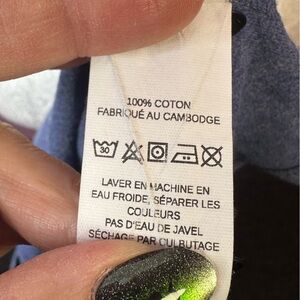 100% COTON
FABRIQUÉ AU CAMBODGE
30
LAVER EN MACHINE EN
EAU FROIDE, SÉPARER LES
COULEURS
PAS D'EAU DE JAVEL
SÉCHAGE PAR CULBUTAGE